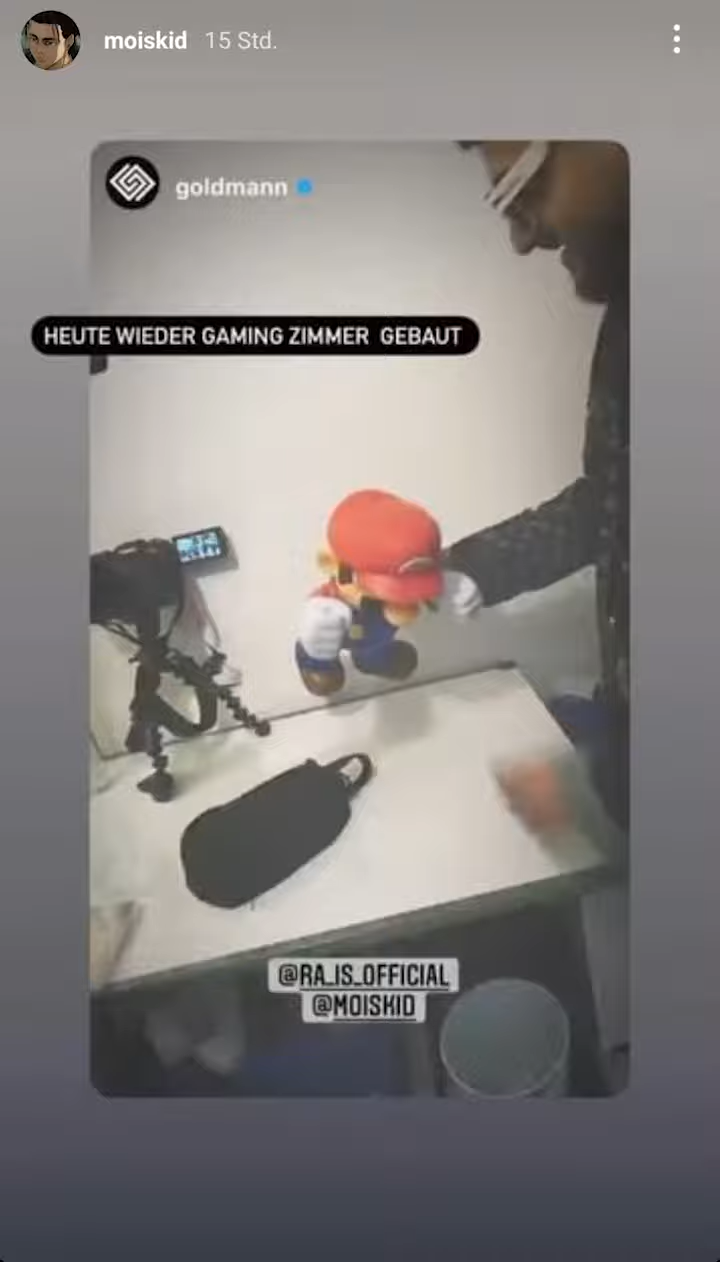 moiskid 15 Std.
goldmann
HEUTE WIEDER GAMING ZIMMER GEBAUT
@RA_IS_OFFICIAL
@MOISKID